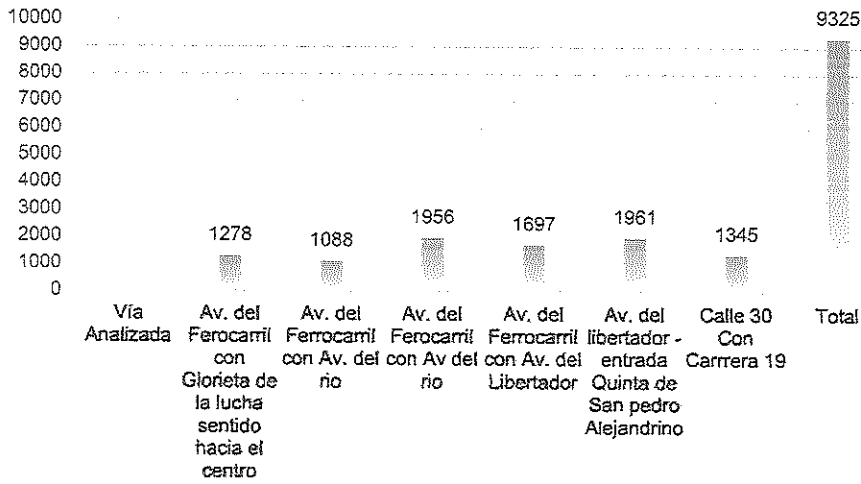 10000
9000
8000
7000
6000
5000
4000
3000
2000
1000
0
1278
1088
1956
1697
1961
1345
9325
Vía
Analizada
Av. del
Ferocarril
con
Glorieta de
la lucha
sentido
hacia el
centro
Av. del
Ferrocarril
con Av. del
rio
Av. del
Ferocarril
con Av del
rio
Av. del
Ferrocarril
con Av. del
Libertador
Av. del
libertador -
entrada
Quinta de
San pedro
Alejandrino
Calle 30
Con
Carrrera 19
Total